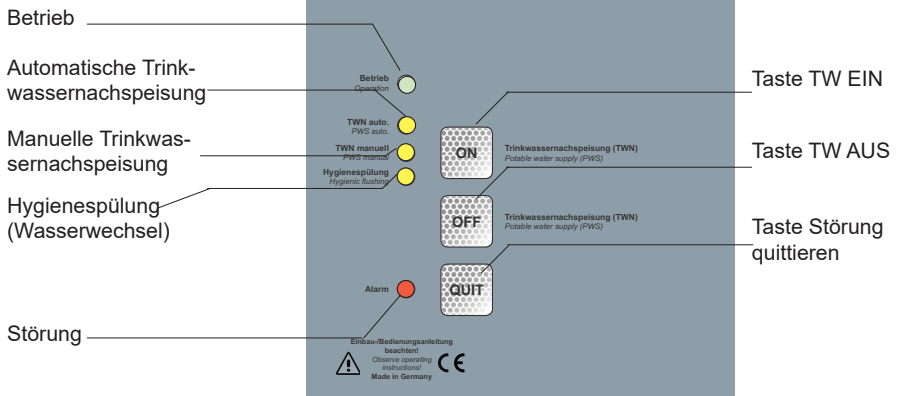 Betrieb
Automatische Trink-
wassernachspeisung
Manuelle Trinkwas-
sernachspeisung
Hygienespülung
(Wasserwechsel)
Störung
Betrieb
Operation
TWN auto.
PWS auto.
TWN manuell
PWS manual
Hygienespülung
Hygienic flushing
Alarm
ON
Trinkwassernachspeisung (TWN)
Potable water supply (PWS)
OFF
Trinkwassernachspeisung (TWN)
Potable water supply (PWS)
QUIT
Einbau-/Bedienungsanleitung
beachten!
Observe operating
instructions!
Made in Germany
CE
Taste TW EIN
Taste TW AUS
Taste Störung
quittieren